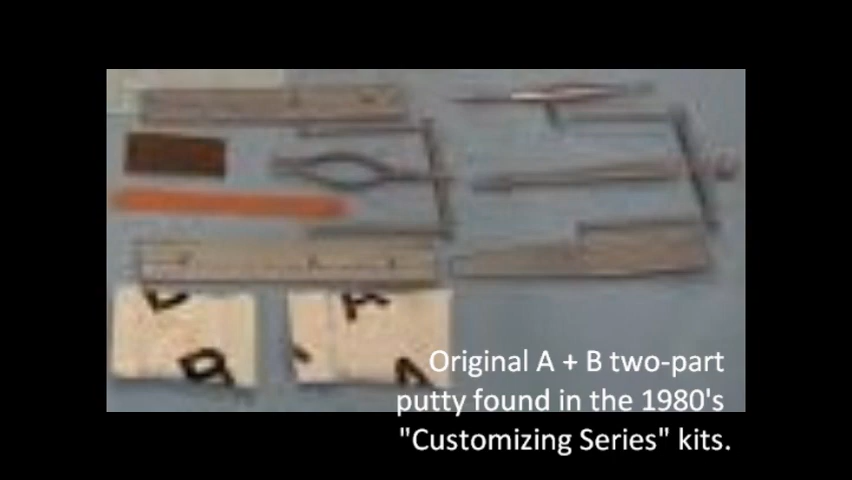 Original A + B two-part
putty found in the 1980's
"Customizing Series" kits.